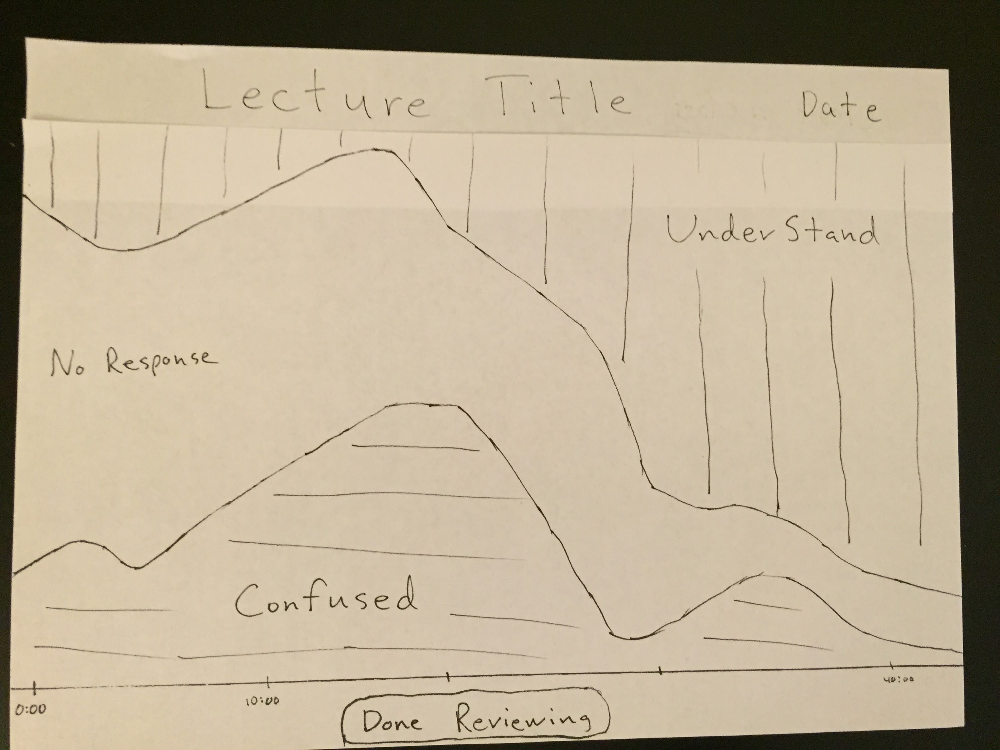 Lecture Title Date
UnderStand
No Response
Confused
0:00 10:00 40:00
Done Reviewing